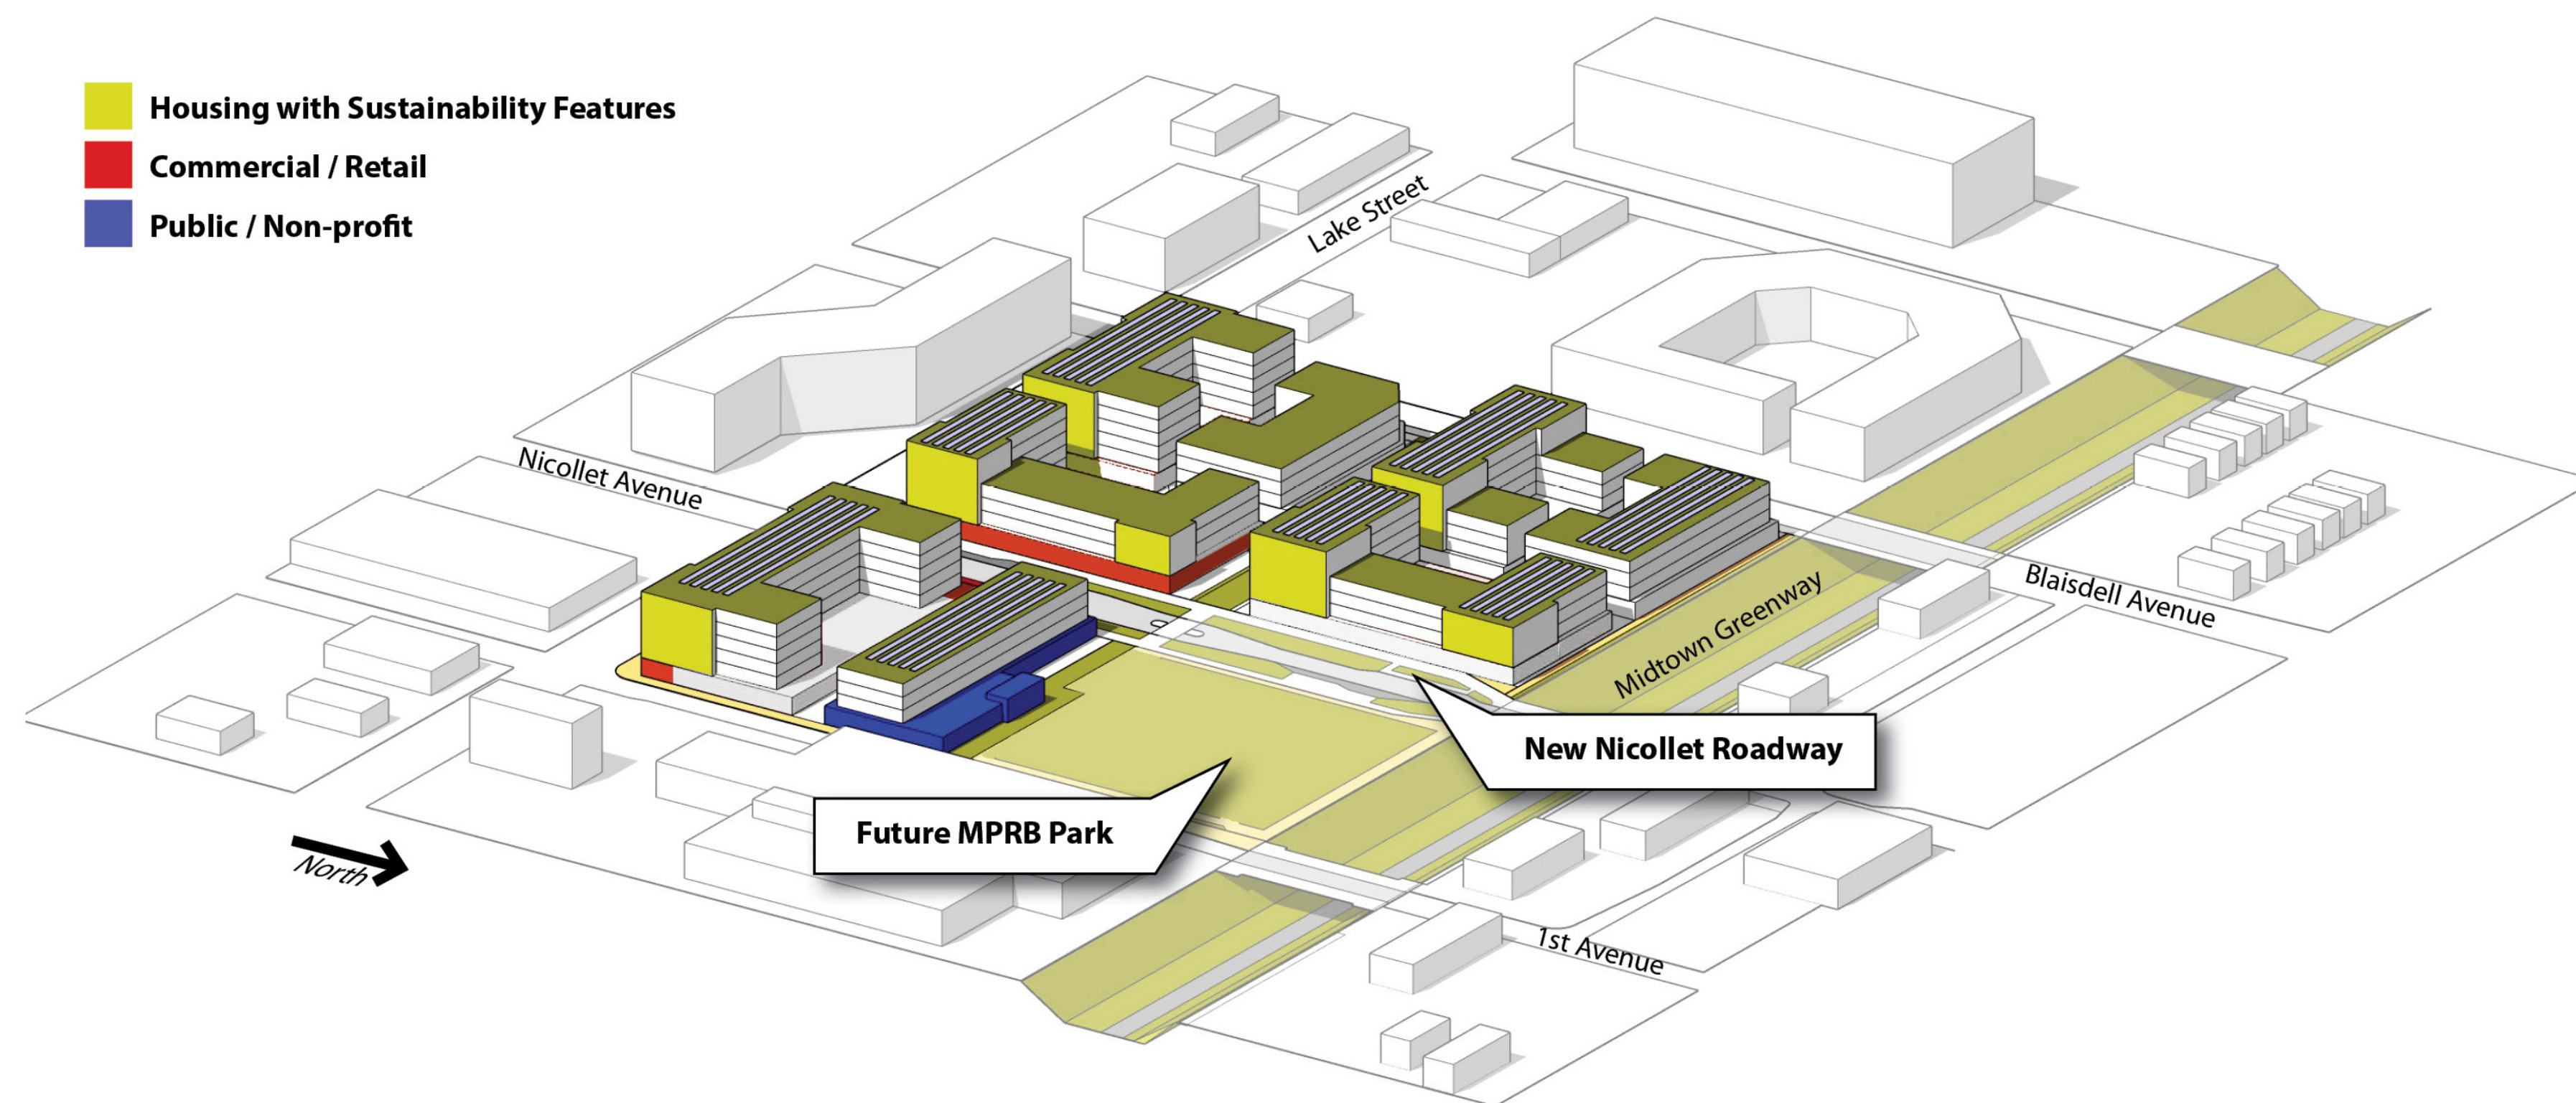 Housing with Sustainability Features
Commercial / Retail
Public / Non-profit
Lake Street
Nicollet Avenue
Blaisdell Avenue
Midtown Greenway
New Nicollet Roadway
Future MPRB Park
North
1st Avenue